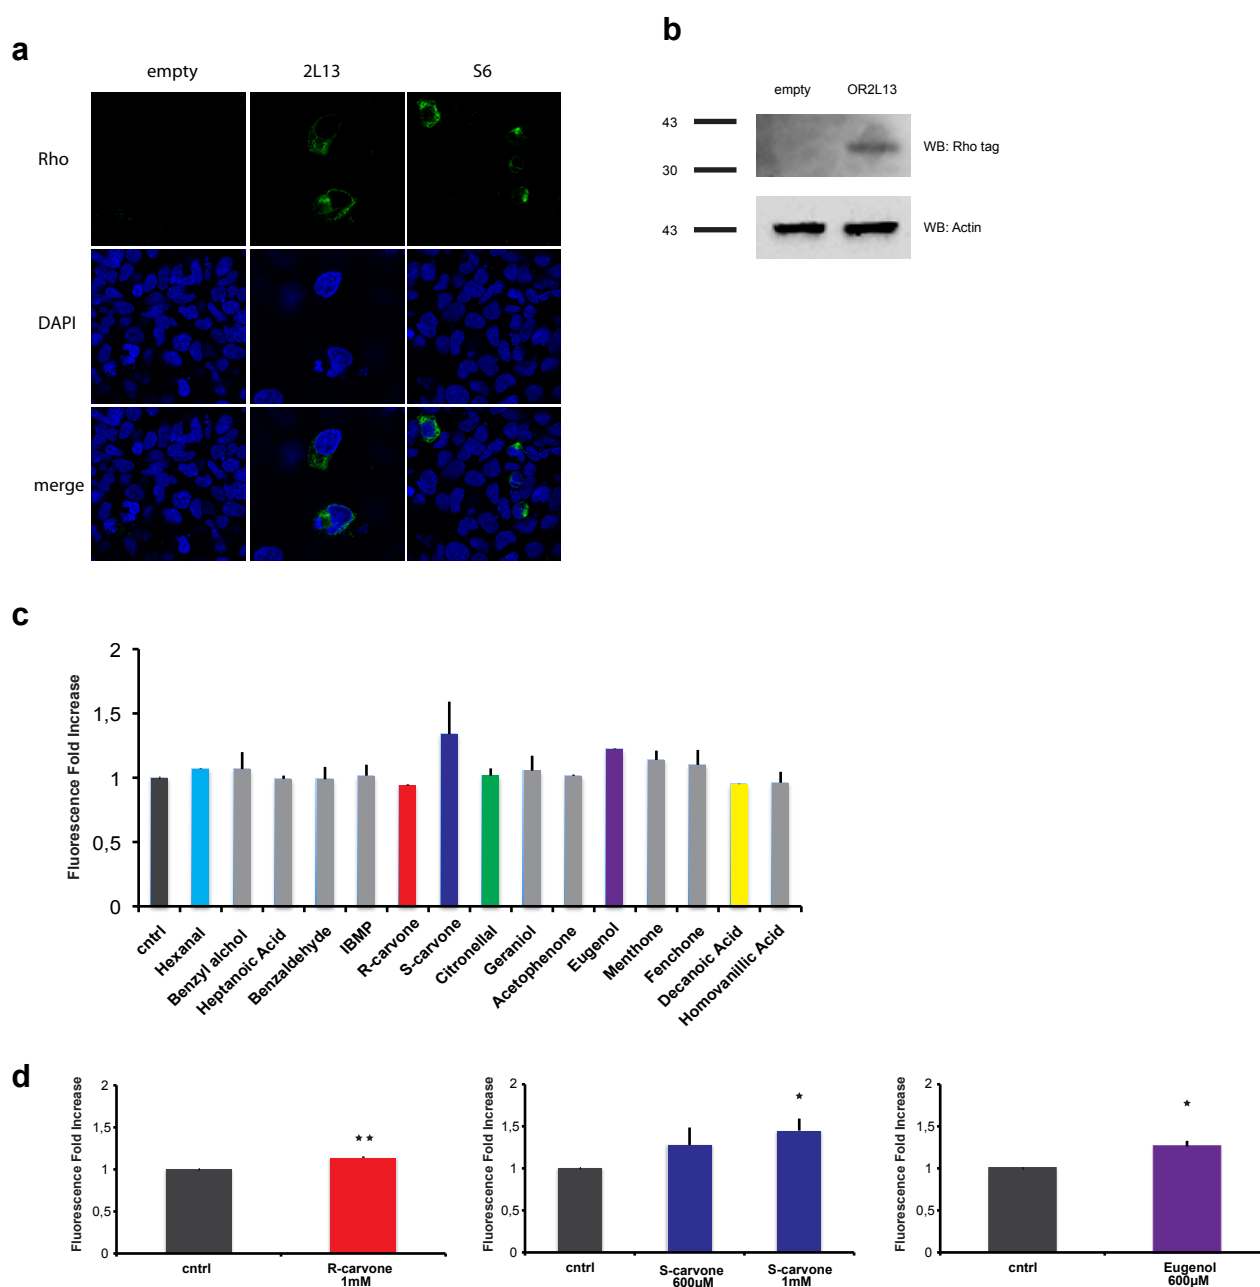 a
empty 2L13 S6
Rho
DAPI
merge
b
empty OR2L13
43
WB: Rho tag
30
43
WB: Actin
c
Fluorescence Fold Increase
2
1,5
1
0,5
0
cntrl
Hexanal
Benzyl alchol
Heptanoic Acid
Benzaldehyde
IBMP
R-carvone
S-carvone
Citronellal
Geraniol
Acetophenone
Eugenol
Menthone
Fenchone
Decanoic Acid
Homovanillic Acid
d
Fluorescence Fold Increase
2
1,5
1
0,5
0
★★
cntrl
R-carvone
1mM
Fluorescence Fold Increase
2
1,5
1
0,5
0
★
cntrl
S-carvone
600µM
S-carvone
1mM
Fluorescence Fold Increase
2
1,5
1
0,5
0
★
cntrl
Eugenol
600µM